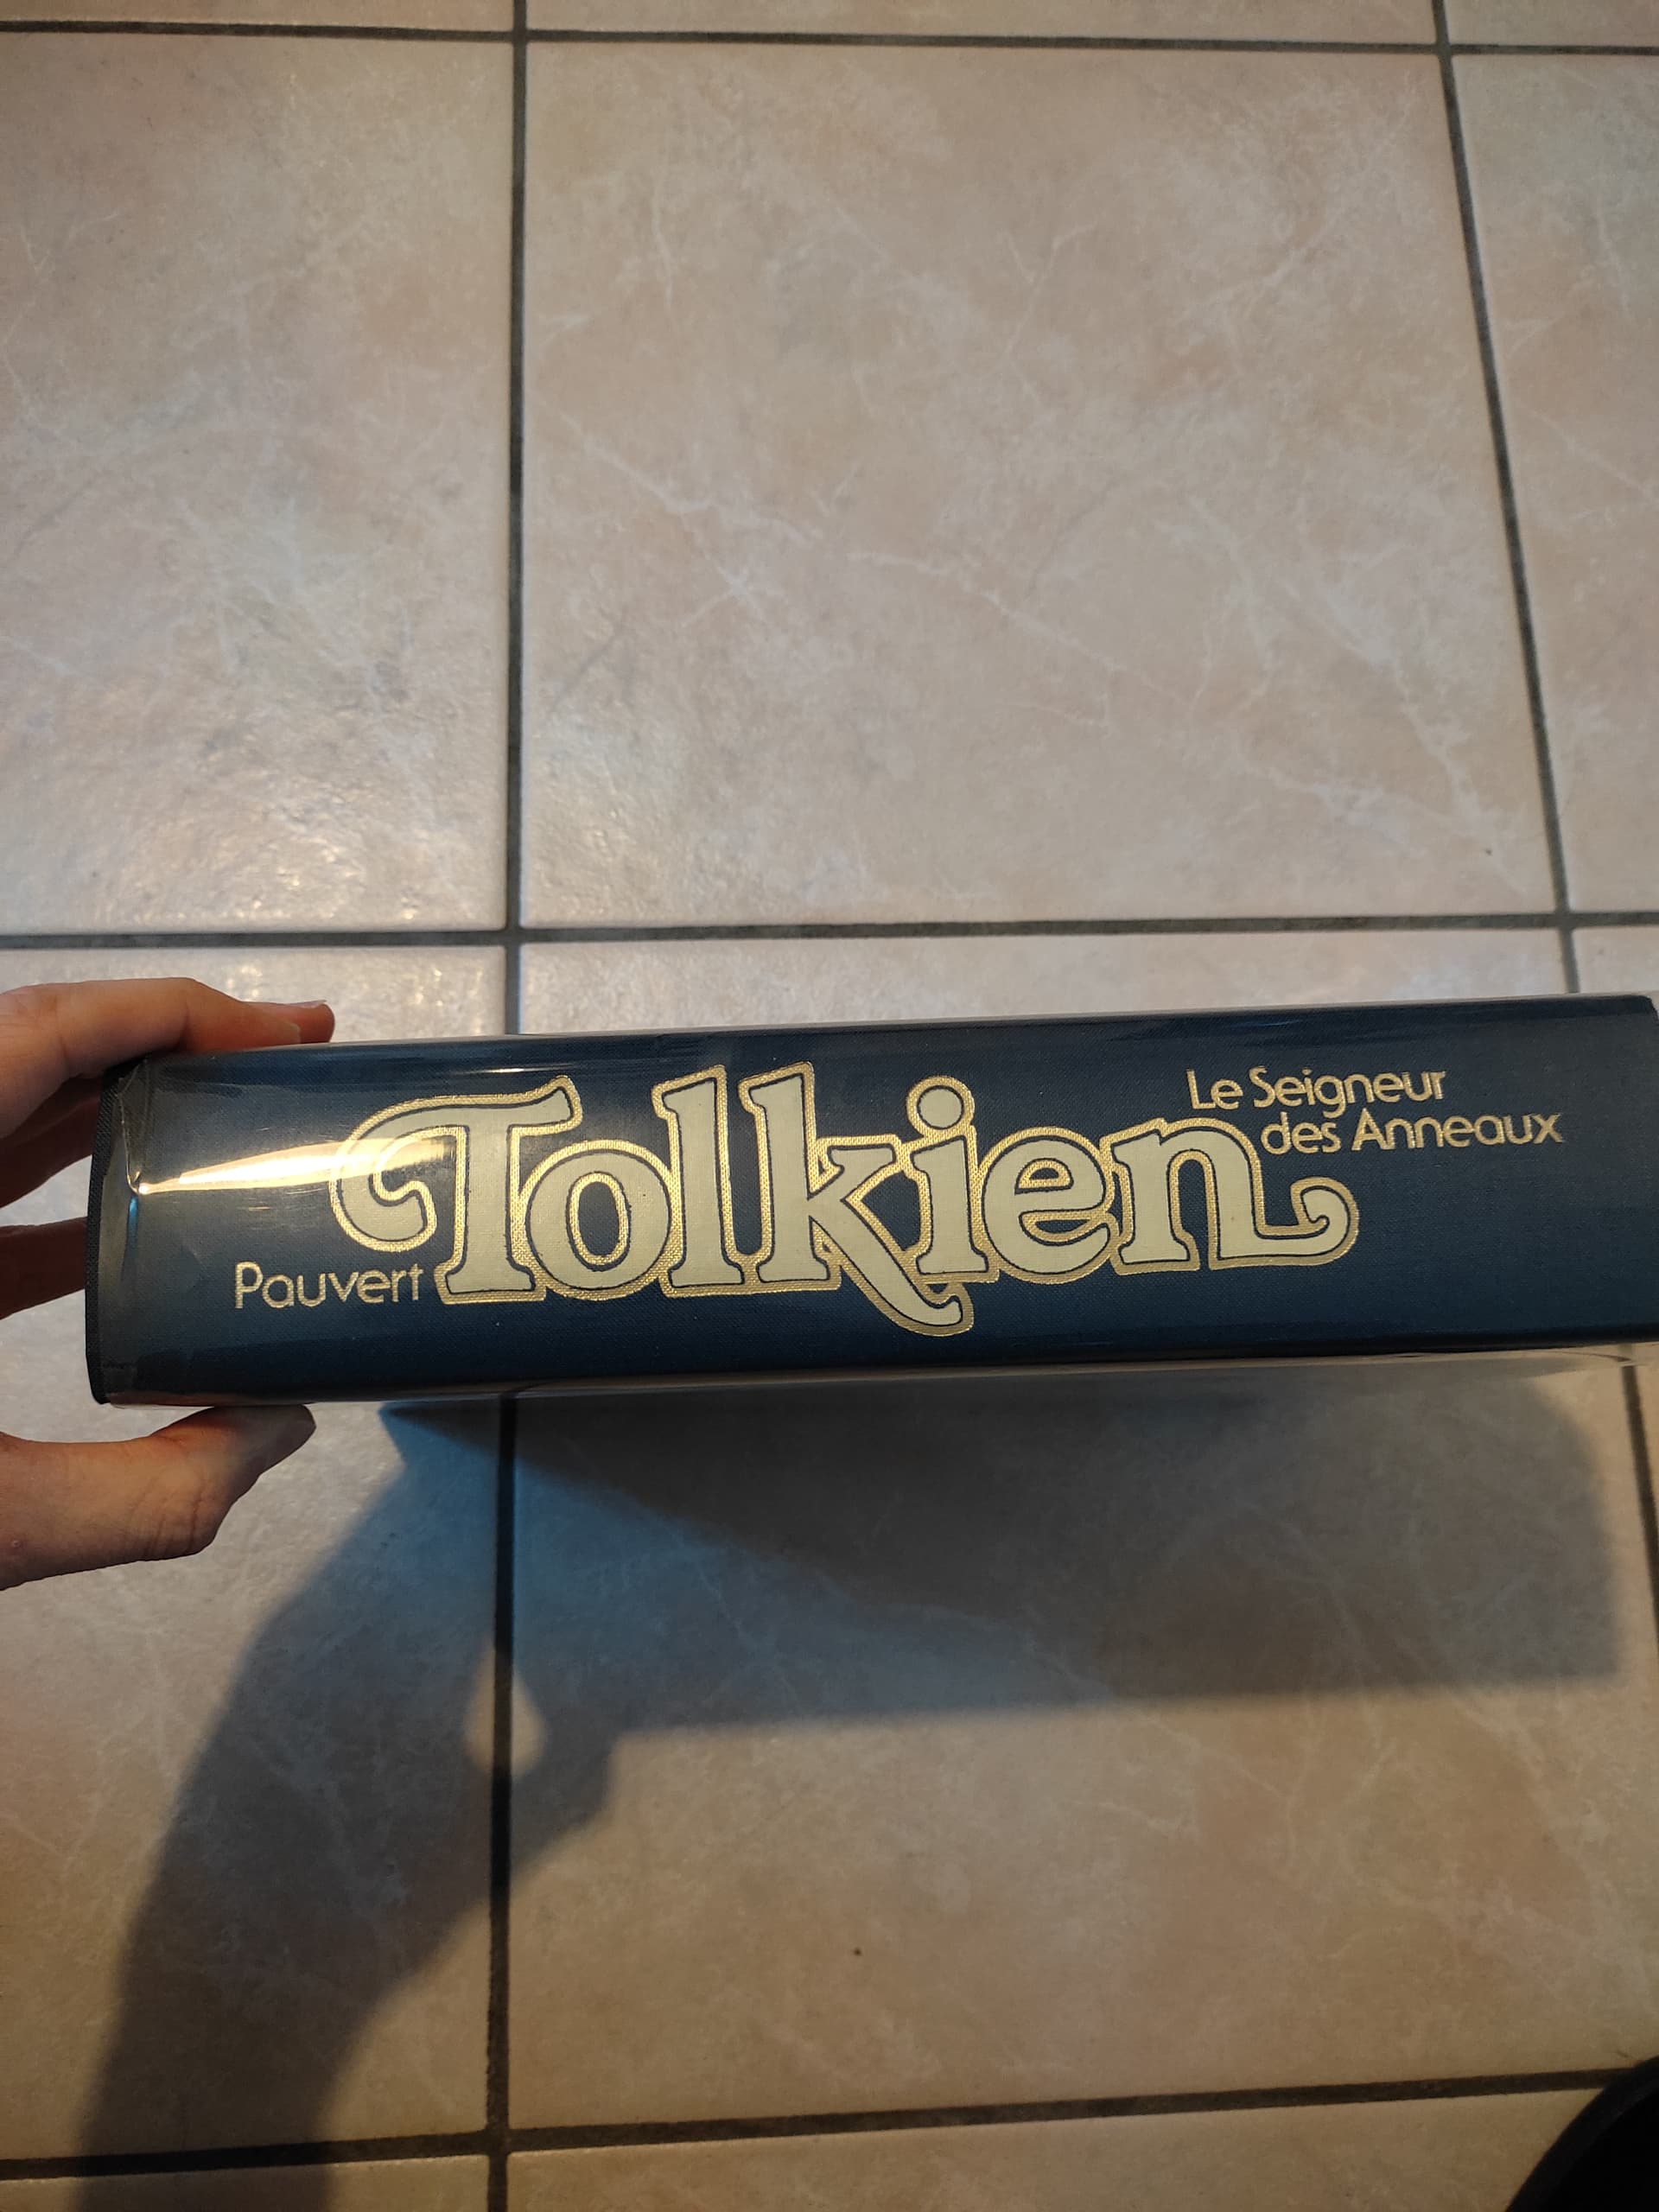 Pauvert
Tolkien
Le Seigneur
des Anneaux